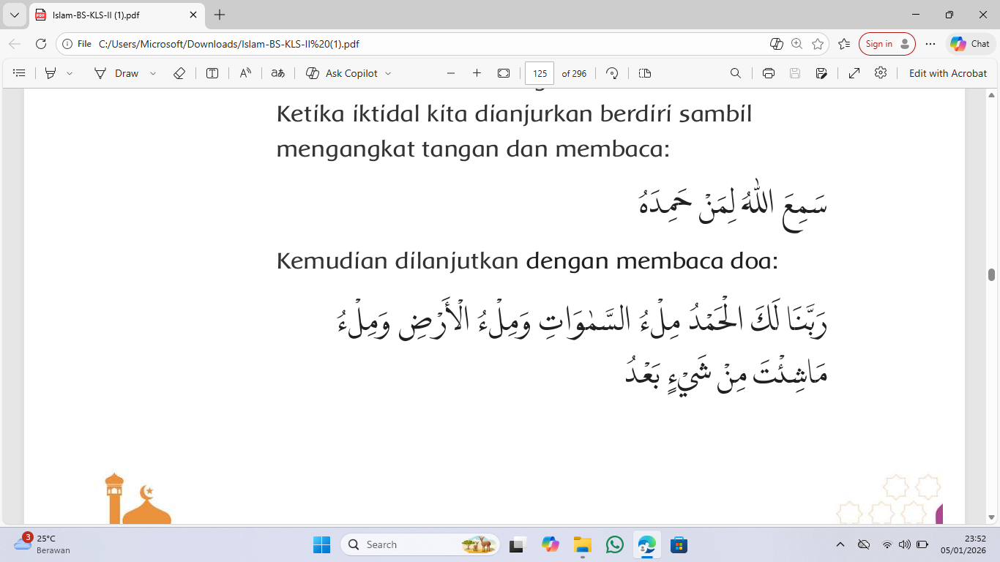 Islam-BS-KLS-II (1).pdf
File C:/Users/Microsoft/Downloads/Islam-BS-KLS-II%20(1).pdf
Sign in
Chat
Draw
Ask Copilot
125 of 296
Edit with Acrobat
Ketika iktidal kita dianjurkan berdiri sambil
mengangkat tangan dan membaca:
سَمِعَ اللّٰهُ لِمَنْ حَمِدَهُ
Kemudian dilanjutkan dengan membaca doa:
رَبَّنَا لَكَ الْحَمْدُ مِلْءُ السَّمٰوَاتِ وَمِلْءُ الْأَرْضِ وَمِلْءُ
مَاشِئْتَ مِنْ شَيْءٍ بَعْدُ
3
25°C
Berawan
Search
23:52
05/01/2026